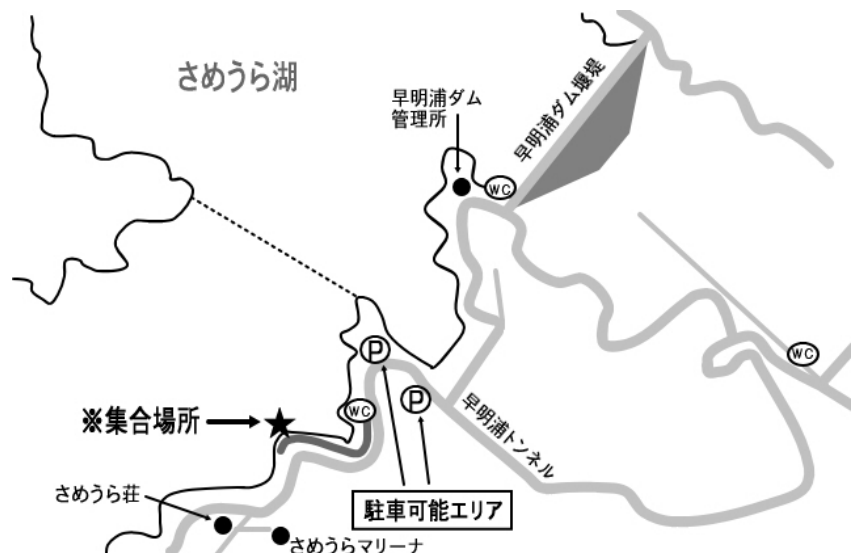 さめうら湖
早明浦ダム
管理所
早明浦ダム堰堤
WC
P
WC
P
WC
※集合場所
早明浦トンネル
さめうら荘
駐車可能エリア
さめうらマリーナ